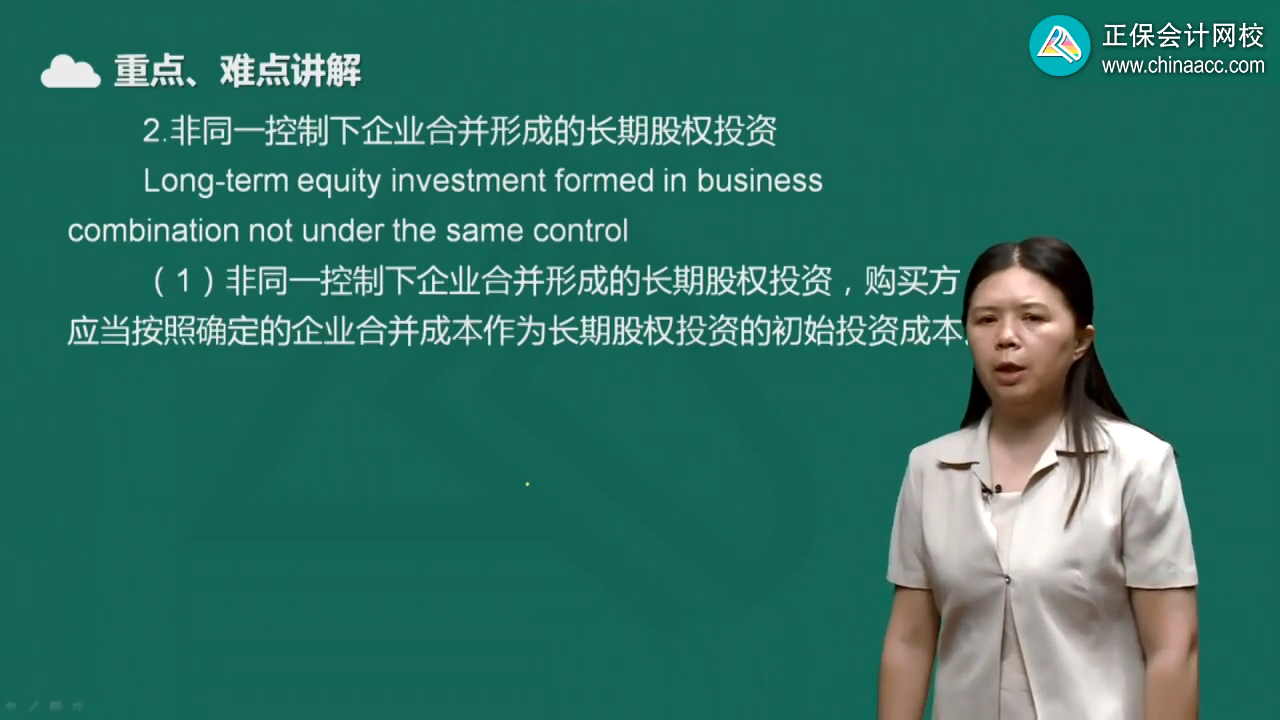 正保会计网校
www.chinaacc.com
重点、难点讲解
2.非同一控制下企业合并形成的长期股权投资
Long-term equity investment formed in business
combination not under the same control
（1）非同一控制下企业合并形成的长期股权投资，购买方
应当按照确定的企业合并成本作为长期股权投资的初始投资成本